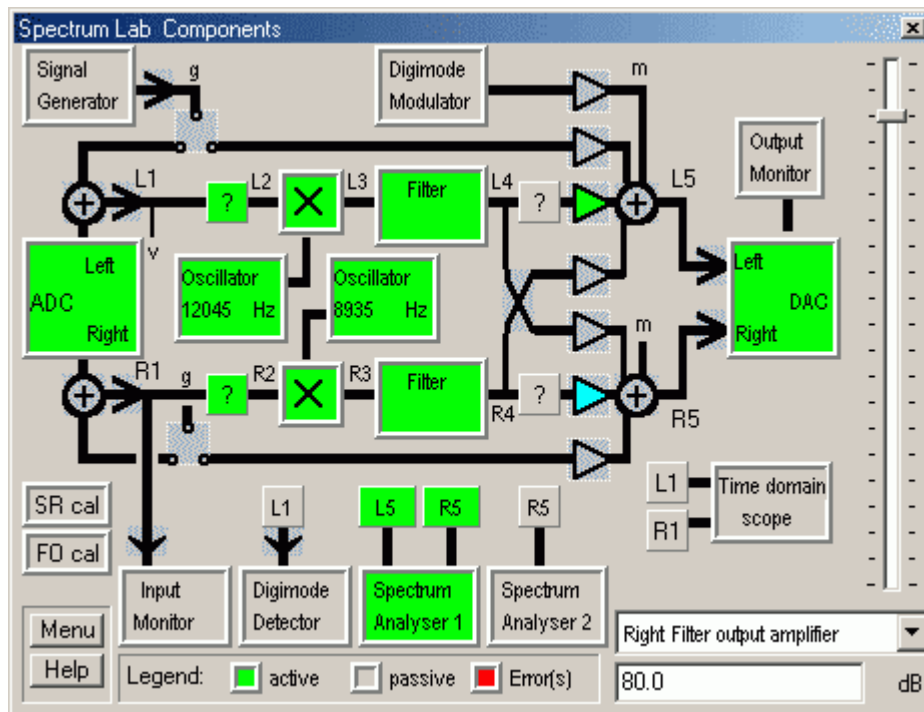 Spectrum Lab Components
Signal
Generator
g
Digimode
Modulator
m
Output
Monitor
L1
?
L2
L3
Filter
L4
?
L5
v
Left
ADC
Right
Oscillator
12045 Hz
Oscillator
8935 Hz
Left
DAC
Right
m
R1
g
?
R2
R3
Filter
R4
?
R5
SR cal
FO cal
L1
L5
R5
R5
L1
R1
Time domain
scope
Input
Monitor
Digimode
Detector
Spectrum
Analyser 1
Spectrum
Analyser 2
Menu
Help
Legend: active passive Error(s)
Right Filter output amplifier
80.0 dB